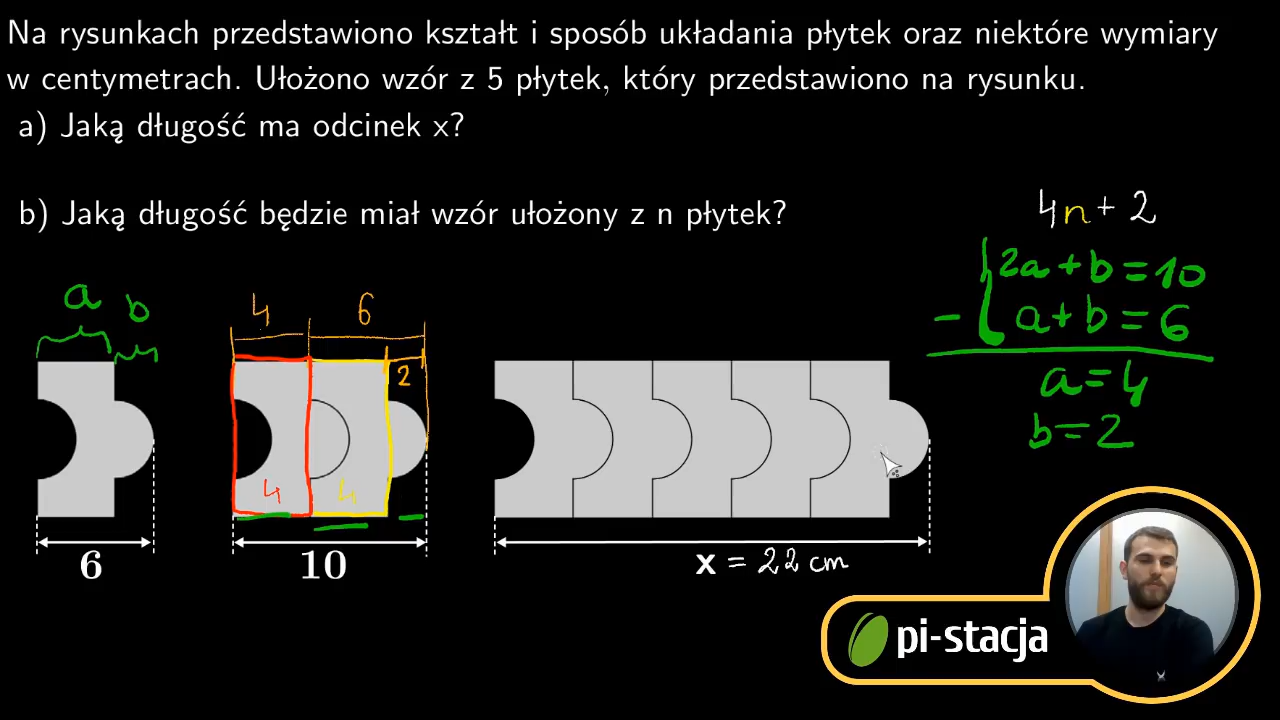 Na rysunkach przedstawiono kształt i sposób układania płytek oraz niektóre wymiary
w centymetrach. Ułożono wzór z 5 płytek, który przedstawiono na rysunku.
a) Jaką długość ma odcinek x?
b) Jaką długość będzie miał wzór ułożony z n płytek?
4n + 2
2a + b = 10
- a + b = 6
a = 4
b = 2
a b
4 6
2
4 4
6
10
x = 22 cm
pi-stacja